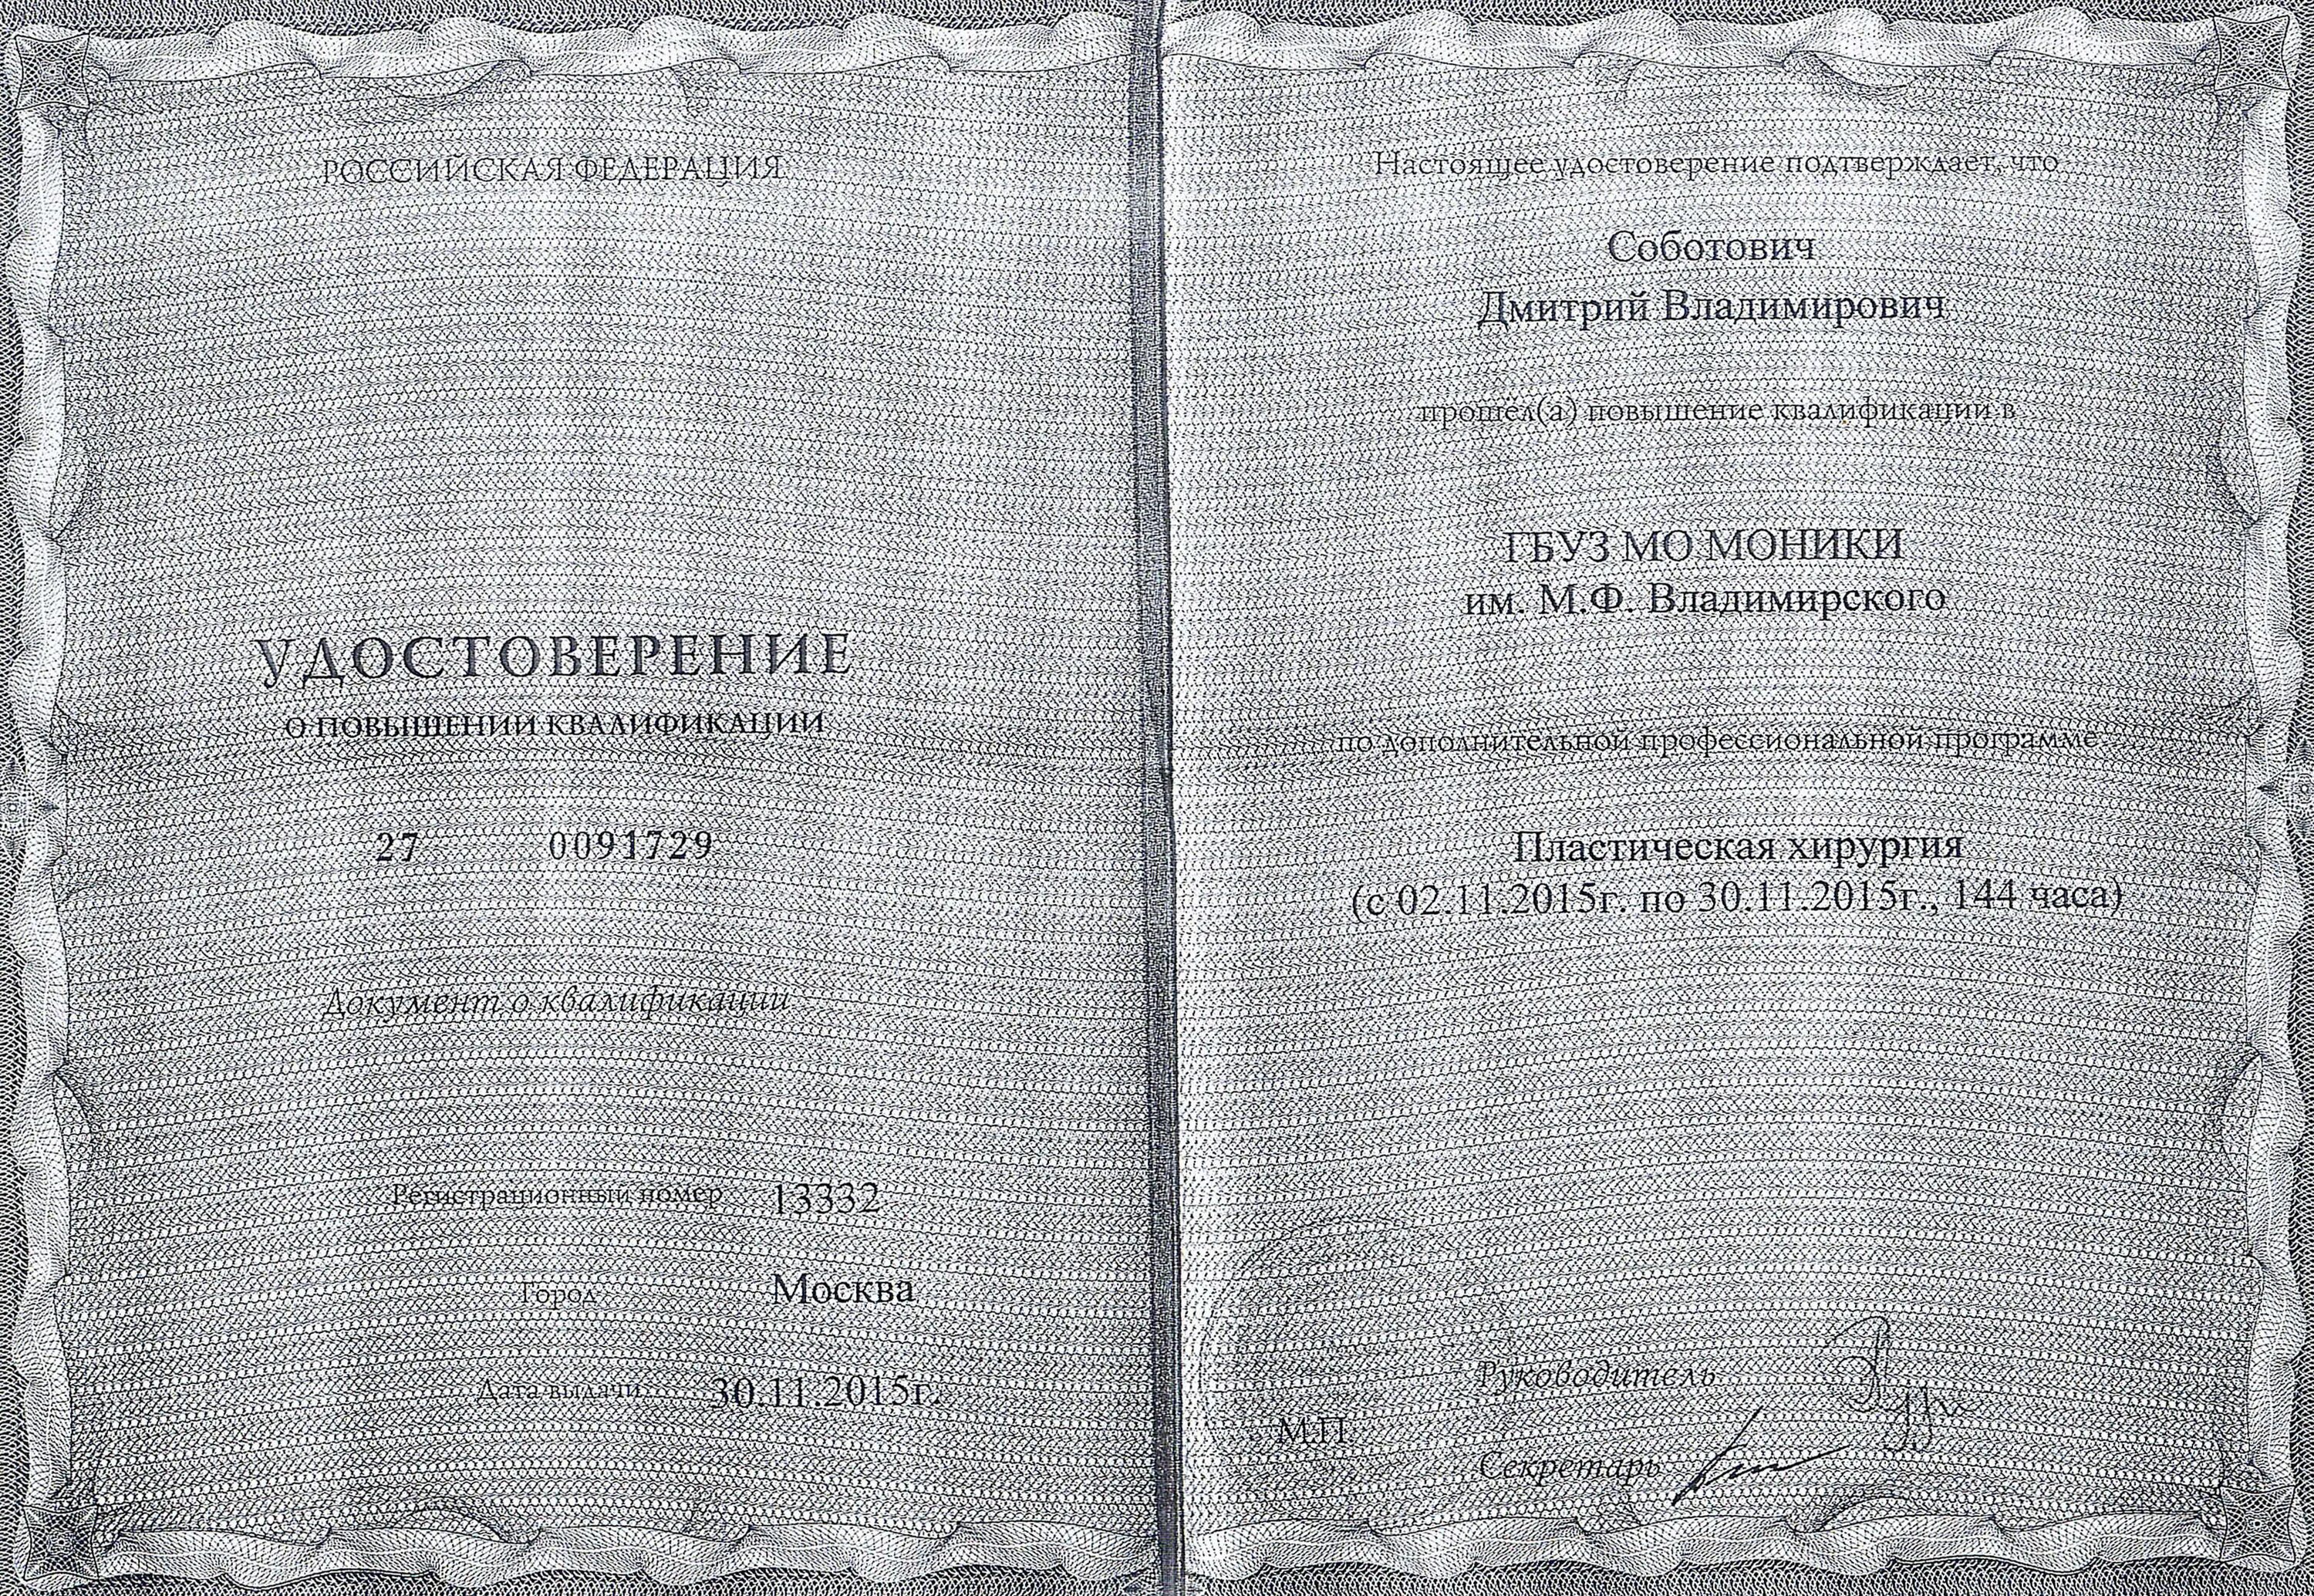 РОССИЙСКАЯ ФЕДЕРАЦИЯ
УДОСТОВЕРЕНИЕ
О ПОВЫШЕНИИ КВАЛИФИКАЦИИ
27 0091729
Документ о квалификации
Регистрационный номер 13332
Город Москва
Дата выдачи 30.11.2015г.
Настоящее удостоверение подтверждает, что
Соботович
Дмитрий Владимирович
прошёл(а) повышение квалификации в
ГБУЗ МО МОНИКИ
им. М.Ф. Владимирского
по дополнительной профессиональной программе
Пластическая хирургия
(с 02.11.2015г. по 30.11.2015г., 144 часа)
Руководитель
М.П.
Секретарь